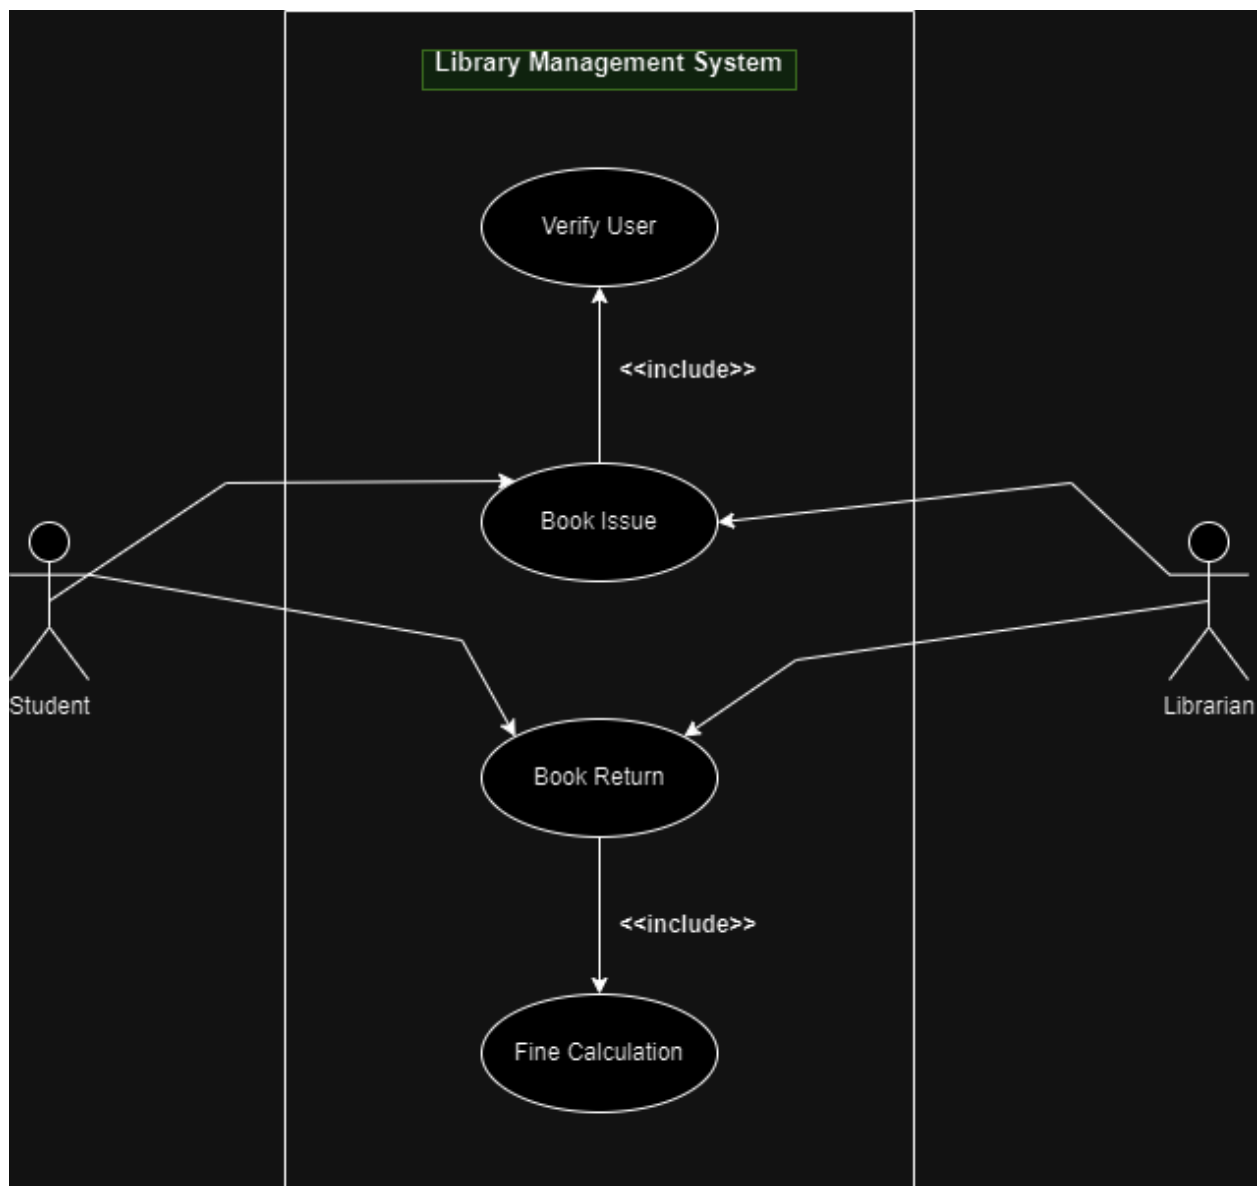 Library Management System
Verify User
<<include>>
Book Issue
Student
Librarian
Book Return
<<include>>
Fine Calculation